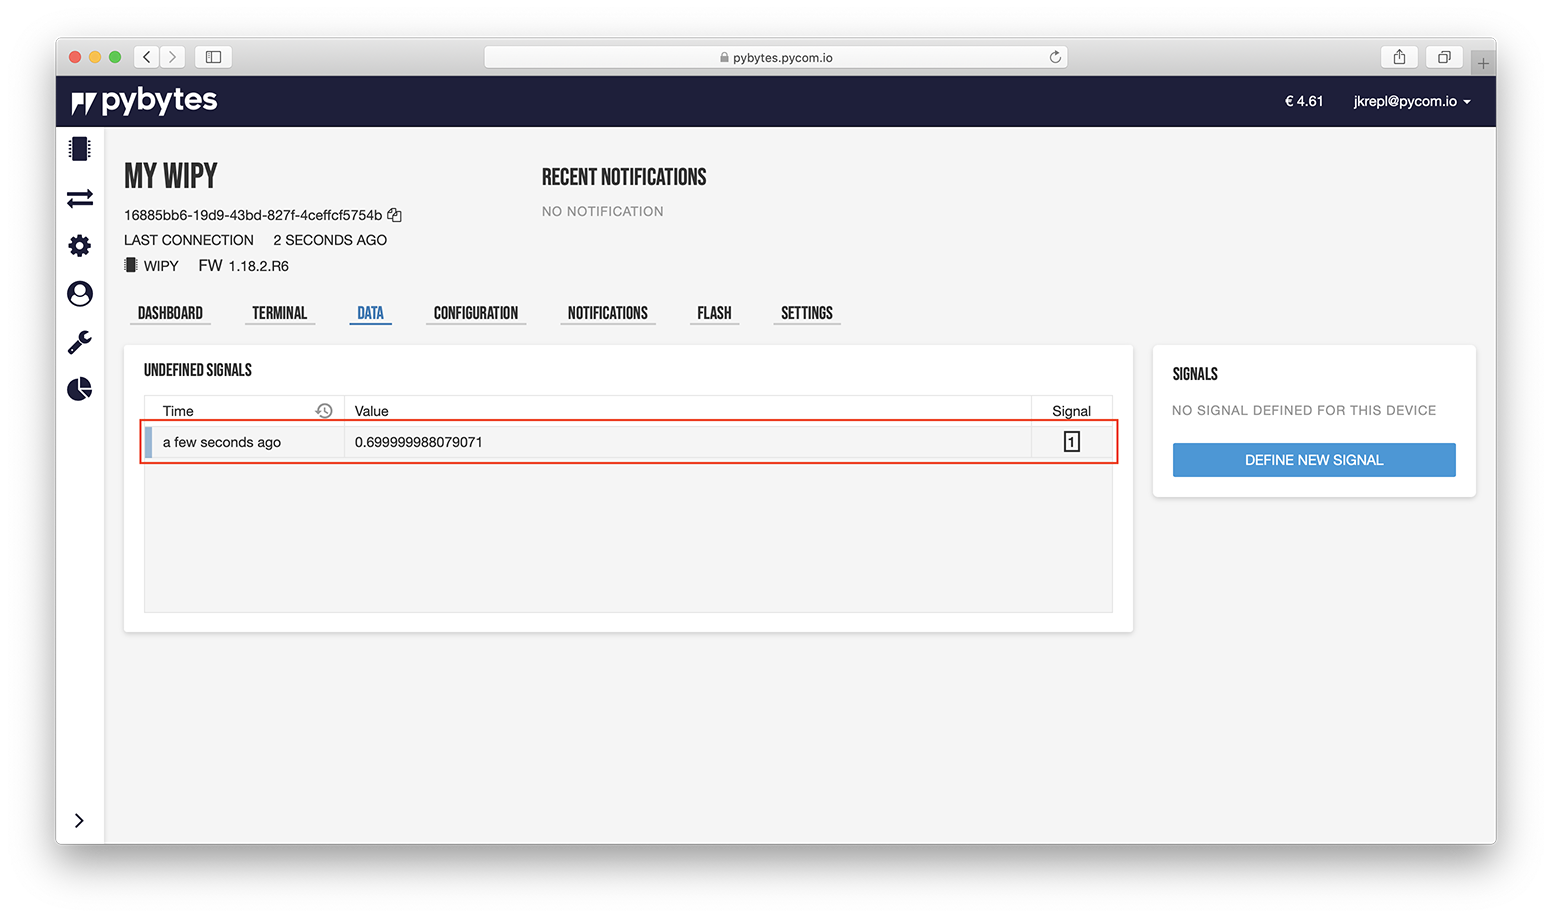 pybytes.pycom.io
pybytes
€ 4.61 jkrepl@pycom.io
MY WIPY
16885bb6-19d9-43bd-827f-4ceffcf5754b
LAST CONNECTION 2 SECONDS AGO
WIPY FW 1.18.2.R6
RECENT NOTIFICATIONS
NO NOTIFICATION
DASHBOARD TERMINAL DATA CONFIGURATION NOTIFICATIONS FLASH SETTINGS
UNDEFINED SIGNALS
Time Value Signal
a few seconds ago 0.699999988079071 1
SIGNALS
NO SIGNAL DEFINED FOR THIS DEVICE
DEFINE NEW SIGNAL